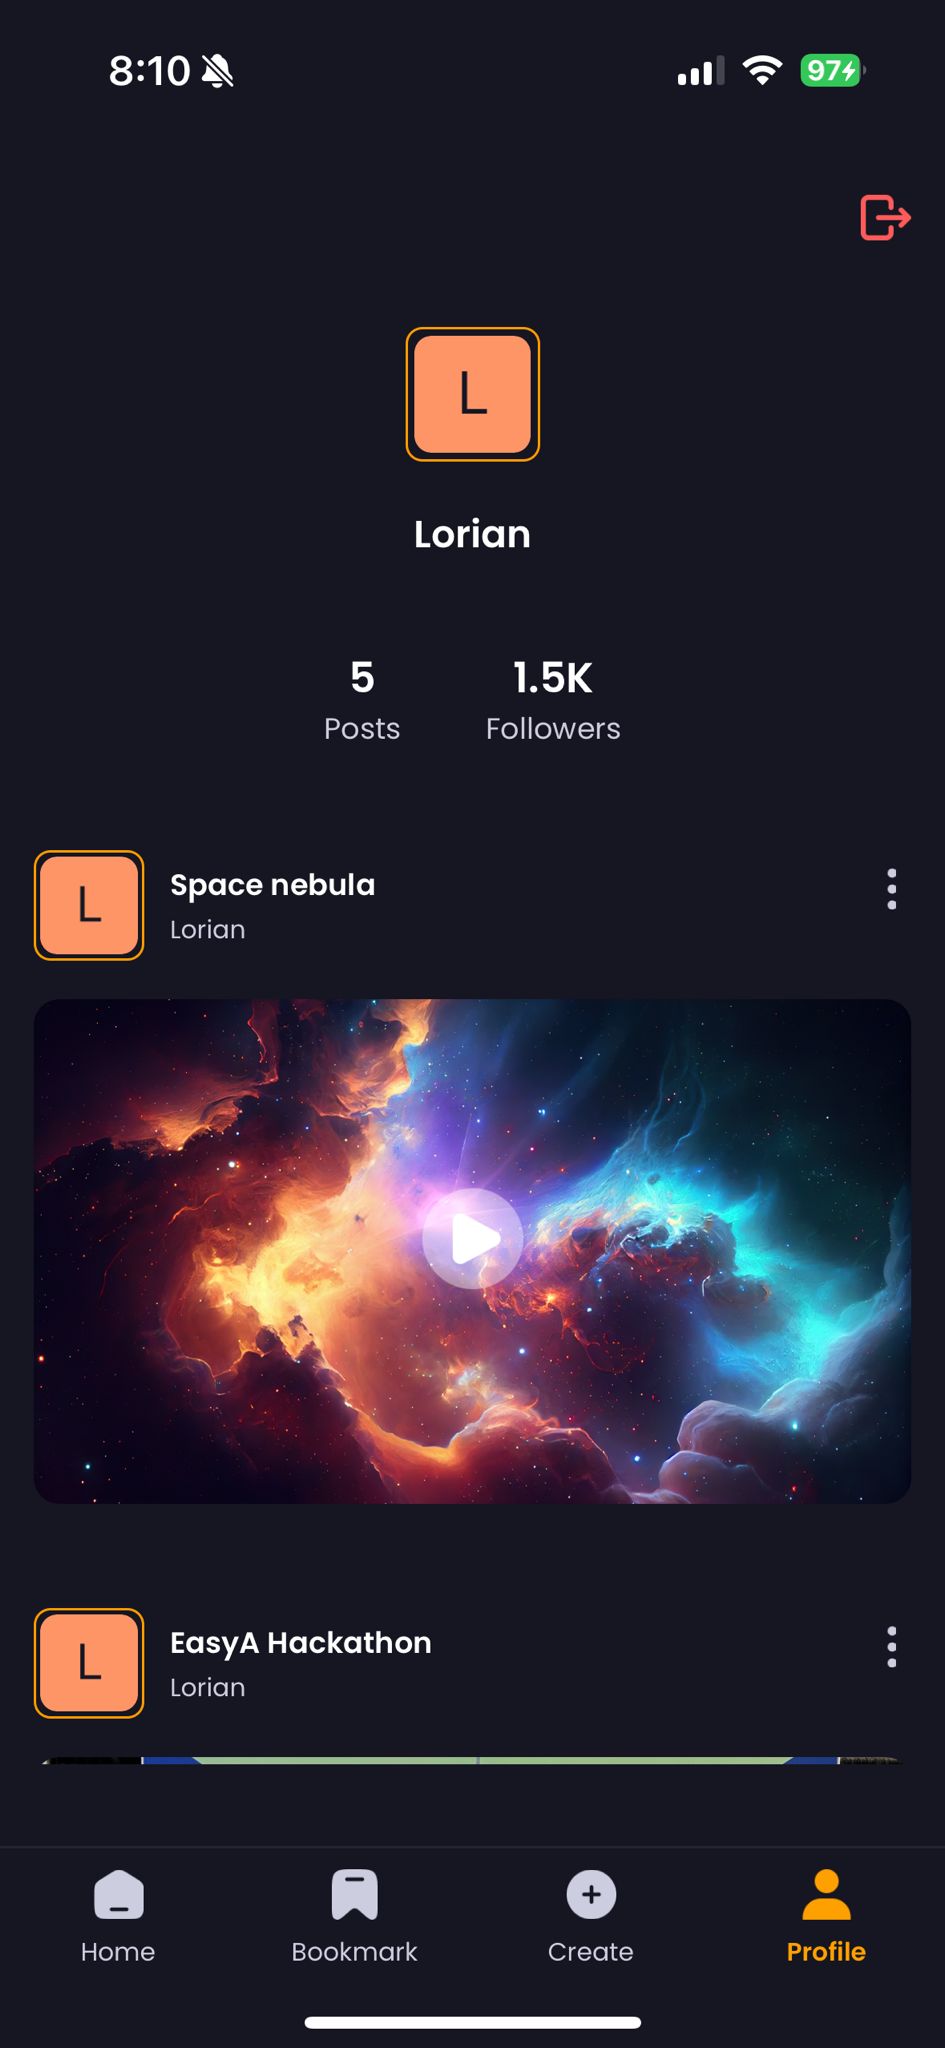 8:10
97
L
Lorian
5 1.5K
Posts Followers
L
Space nebula
Lorian
L
EasyA Hackathon
Lorian
Home Bookmark Create Profile